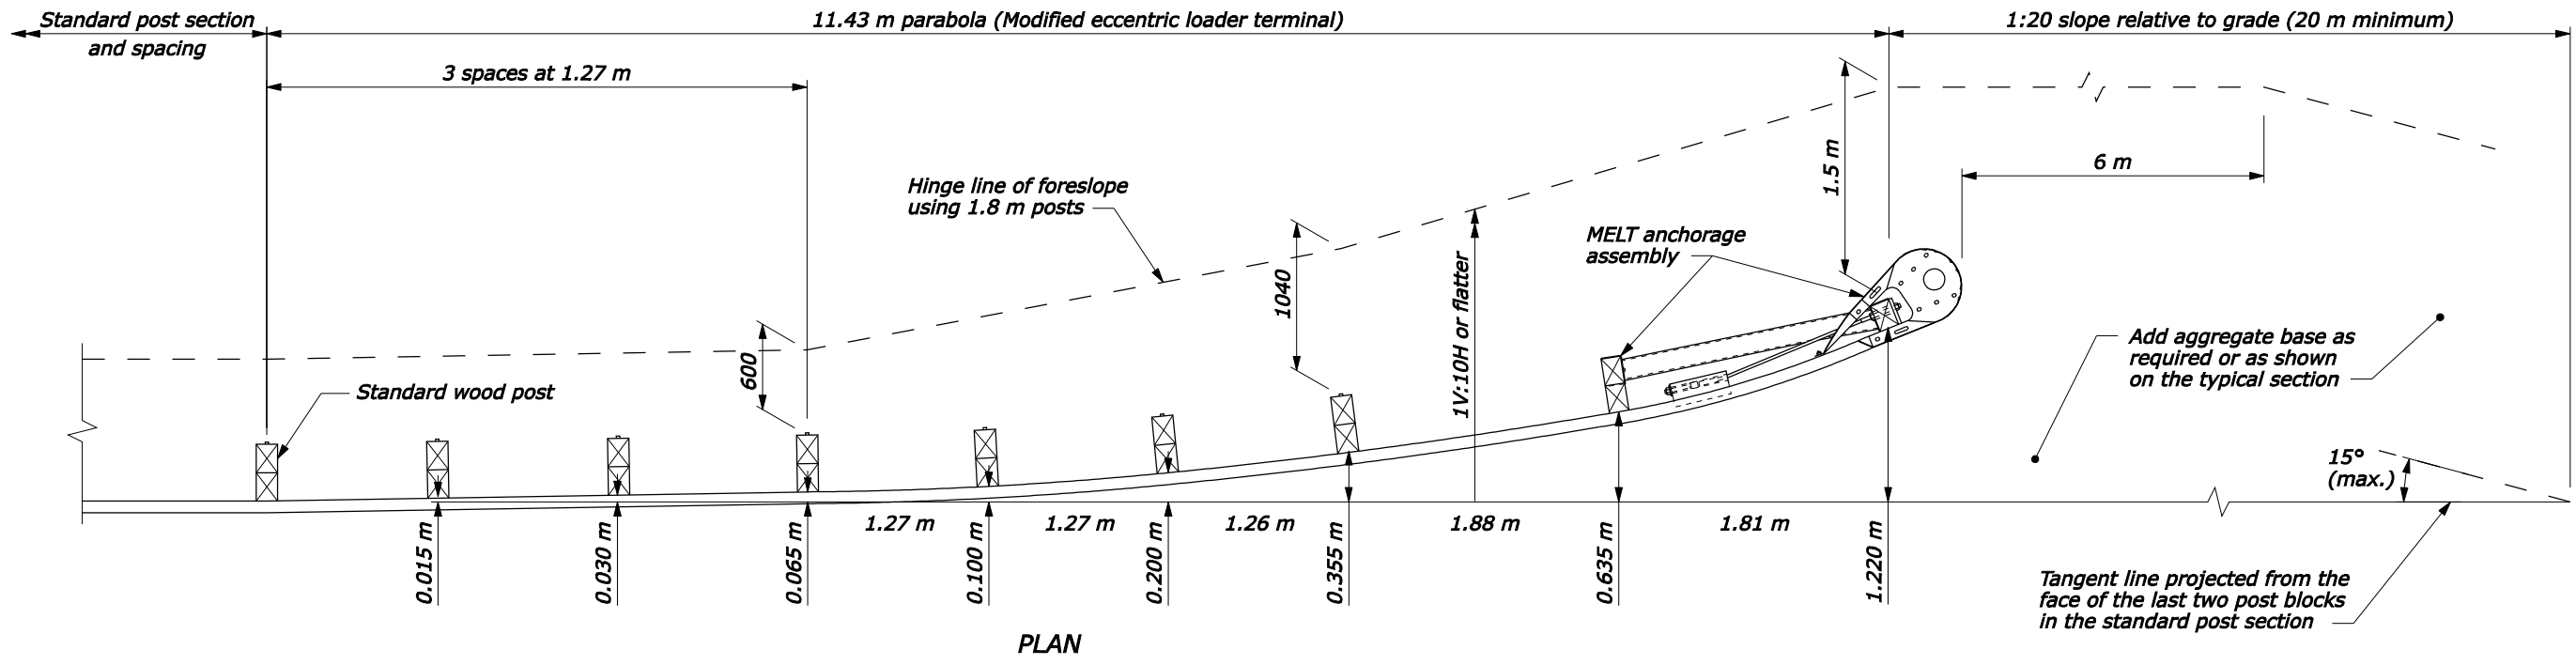 Standard post section
and spacing
11.43 m parabola (Modified eccentric loader terminal)
1:20 slope relative to grade (20 m minimum)
3 spaces at 1.27 m
Hinge line of foreslope
using 1.8 m posts
1.5 m
6 m
MELT anchorage
assembly
1040
1V:10H or flatter
600
Standard wood post
Add aggregate base as
required or as shown
on the typical section
15°
(max.)
1.27 m
1.27 m
1.26 m
1.88 m
1.81 m
0.015 m
0.030 m
0.065 m
0.100 m
0.200 m
0.355 m
0.635 m
1.220 m
Tangent line projected from the
face of the last two post blocks
in the standard post section
PLAN